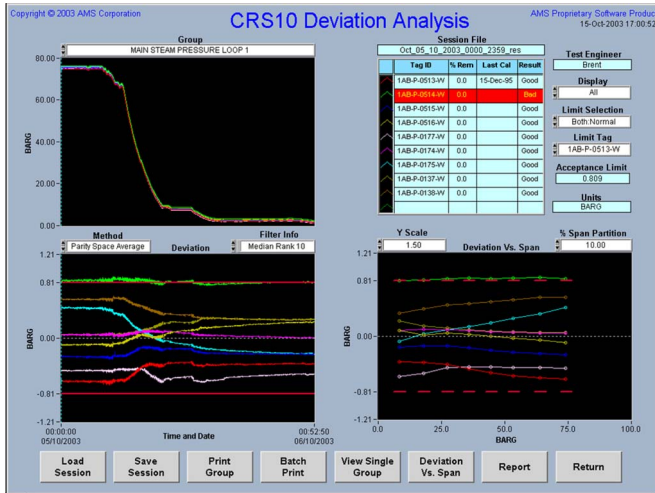 Copyright © 2003 AMS Corporation
CRS10 Deviation Analysis
AMS Proprietary Software Produc
15-Oct-2003 17:00:52
Group
MAIN STEAM PRESSURE LOOP 1
80.00
60.00
40.00
20.00
0.00
BARG
Session File
Oct_05_10_2003_0000_2359_res
Tag ID % Rem Last Cal Result
1AB-P-0513-W 0.0 15-Dec-95 Good
1AB-P-0514-W 0.0 Bad
1AB-P-0515-W 0.0 Good
1AB-P-0516-W 0.0 Good
1AB-P-0177-W 0.0 Good
1AB-P-0174-W 0.0 Good
1AB-P-0175-W 0.0 Good
1AB-P-0137-W 0.0 Good
1AB-P-0138-W 0.0 Good
Test Engineer
Brent
Display
All
Limit Selection
Both:Normal
Limit Tag
1AB-P-0513-W
Acceptance Limit
0.809
Units
BARG
Method
Parity Space Average
Deviation
Filter Info
Median Rank 10
1.21
0.81
0.00
-0.81
-1.21
BARG
00:00:00
05/10/2003
Time and Date
00:52:50
06/10/2003
Y Scale
1.50
Deviation Vs. Span
% Span Partition
10.00
1.21
0.81
0.00
-0.81
-1.21
BARG
0.0 25.0 50.0 75.0 100.0
BARG
Load Session
Save Session
Print Group
Batch Print
View Single Group
Deviation Vs. Span
Report
Return